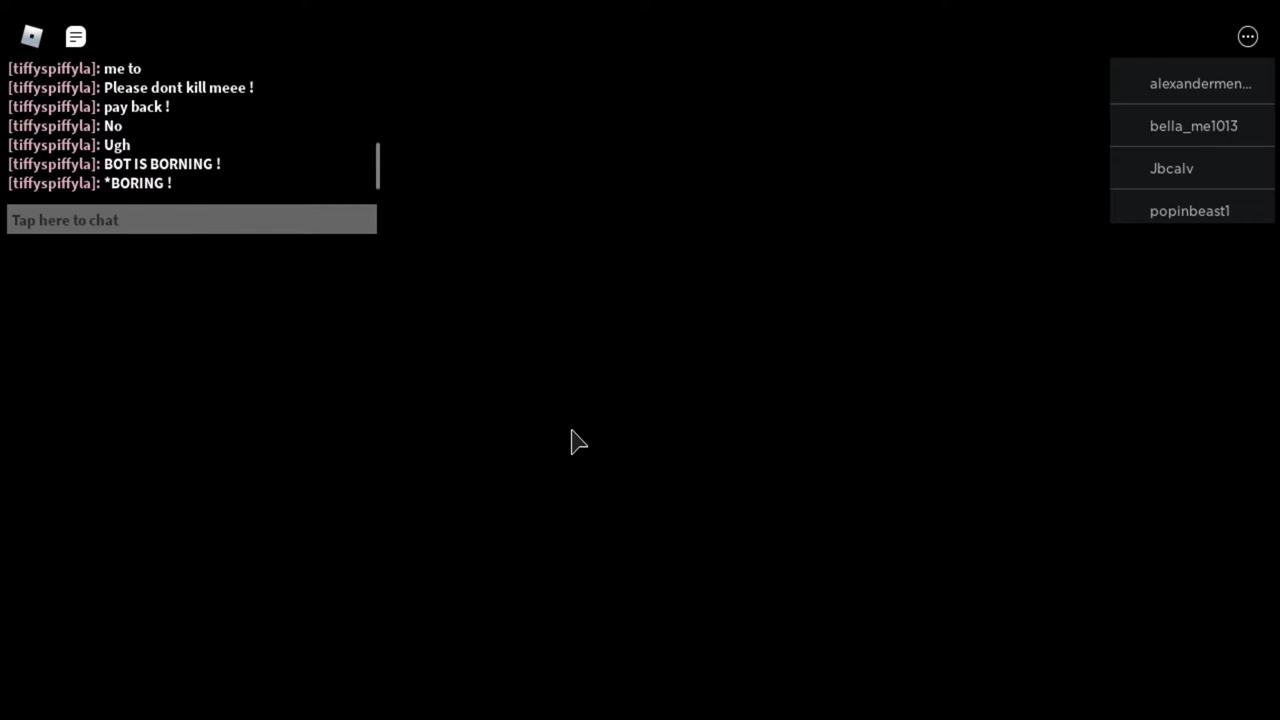 [tiffyspiffyla]: me to
[tiffyspiffyla]: Please dont kill meee !
[tiffyspiffyla]: pay back !
[tiffyspiffyla]: No
[tiffyspiffyla]: Ugh
[tiffyspiffyla]: BOT IS BORNING !
[tiffyspiffyla]: *BORING !
Tap here to chat
alexandermen...
bella_me1013
Jbcalv
popinbeast1